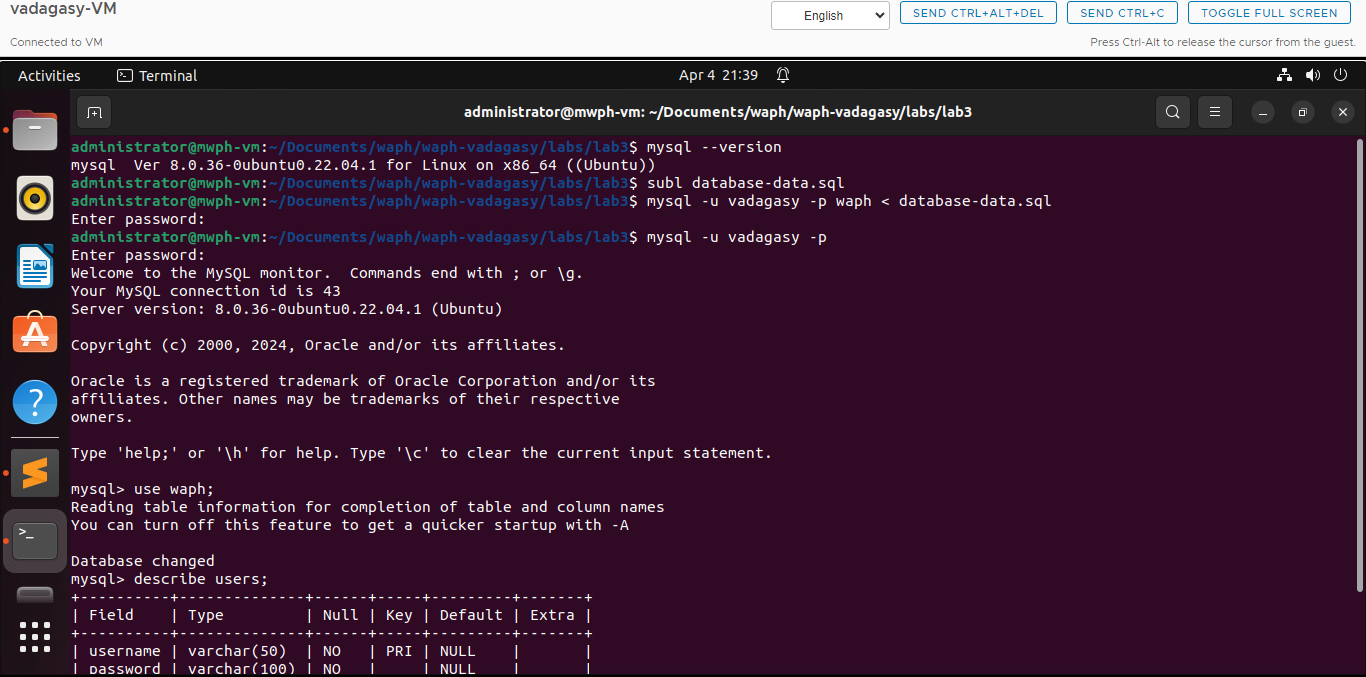 vadagasy-VM
English
SEND CTRL+ALT+DEL
SEND CTRL+C
TOGGLE FULL SCREEN
Connected to VM
Press Ctrl-Alt to release the cursor from the guest.
Activities
Terminal
Apr 4 21:39
administrator@mwph-vm: ~/Documents/waph/waph-vadagasy/labs/lab3
administrator@mwph-vm:~/Documents/waph/waph-vadagasy/labs/lab3$ mysql --version
mysql  Ver 8.0.36-0ubuntu0.22.04.1 for Linux on x86_64 ((Ubuntu))
administrator@mwph-vm:~/Documents/waph/waph-vadagasy/labs/lab3$ subl database-data.sql
administrator@mwph-vm:~/Documents/waph/waph-vadagasy/labs/lab3$ mysql -u vadagasy -p waph < database-data.sql
Enter password:
administrator@mwph-vm:~/Documents/waph/waph-vadagasy/labs/lab3$ mysql -u vadagasy -p
Enter password:
Welcome to the MySQL monitor.  Commands end with ; or \g.
Your MySQL connection id is 43
Server version: 8.0.36-0ubuntu0.22.04.1 (Ubuntu)
Copyright (c) 2000, 2024, Oracle and/or its affiliates.
Oracle is a registered trademark of Oracle Corporation and/or its
affiliates. Other names may be trademarks of their respective
owners.
Type 'help;' or '\h' for help. Type '\c' to clear the current input statement.
mysql> use waph;
Reading table information for completion of table and column names
You can turn off this feature to get a quicker startup with -A
Database changed
mysql> describe users;
+----------+--------------+------+-----+---------+-------+
| Field    | Type         | Null | Key | Default | Extra |
+----------+--------------+------+-----+---------+-------+
| username | varchar(50)  | NO   | PRI | NULL    |       |
| password | varchar(100) | NO   |     | NULL    |       |